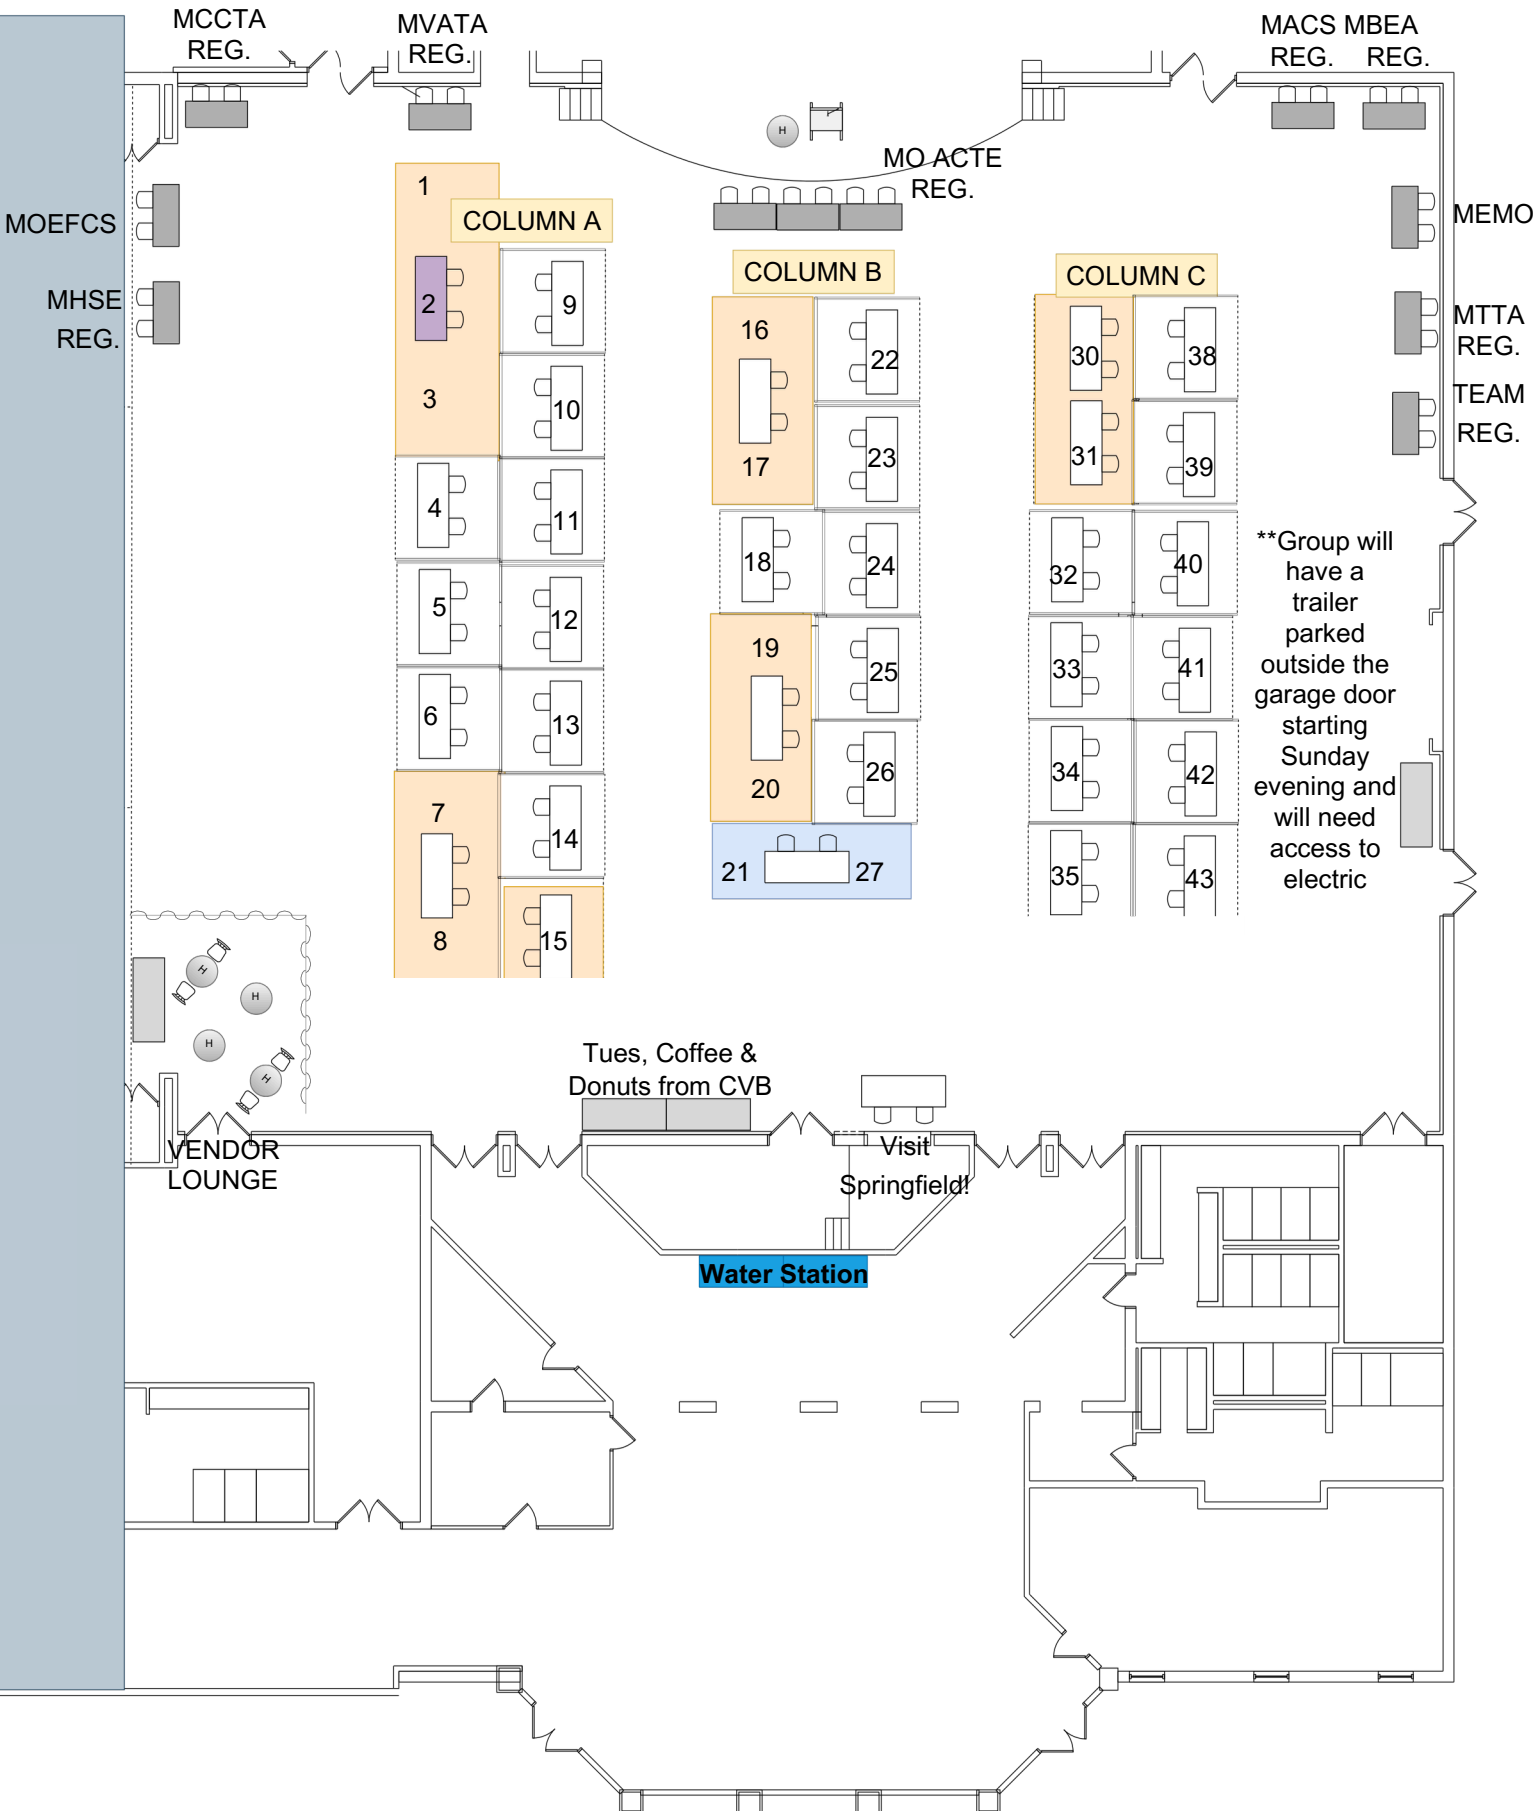 MCCTA
REG.
MVATA
REG.
MACS MBEA
REG. REG.
MO ACTE
REG.
MOEFCS
MHSE
REG.
MEMO
MTTA
REG.
TEAM
REG.
COLUMN A
1
2
3
4
5
6
7
8
9
10
11
12
13
14
15
COLUMN B
16
17
18
19
20
21
22
23
24
25
26
27
COLUMN C
30
31
32
33
34
35
38
39
40
41
42
43
**Group will
have a
trailer
parked
outside the
garage door
starting
Sunday
evening and
will need
access to
electric
H
H
H
H
H
VENDOR
LOUNGE
Tues, Coffee &
Donuts from CVB
Visit
Springfield!
Water Station